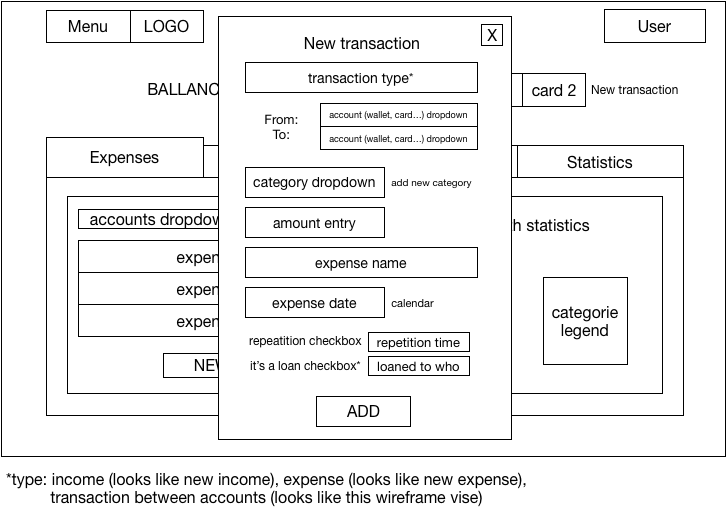 Menu LOGO User
New transaction X
transaction type*
BALLANC card 2 New transaction
From: account (wallet, card...) dropdown
To: account (wallet, card...) dropdown
Expenses Statistics
category dropdown add new category
accounts dropdow amount entry h statistics
expen expense name
expen expense date calendar
expen
categorie
legend
repeatition checkbox repetition time
NEW it's a loan checkbox* loaned to who
ADD
*type: income (looks like new income), expense (looks like new expense),
transaction between accounts (looks like this wireframe vise)